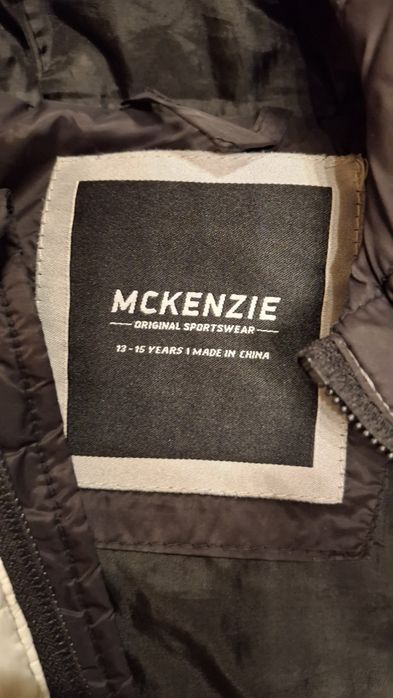 MCKENZIE
ORIGINAL SPORTSWEAR
13 - 15 YEARS | MADE IN CHINA